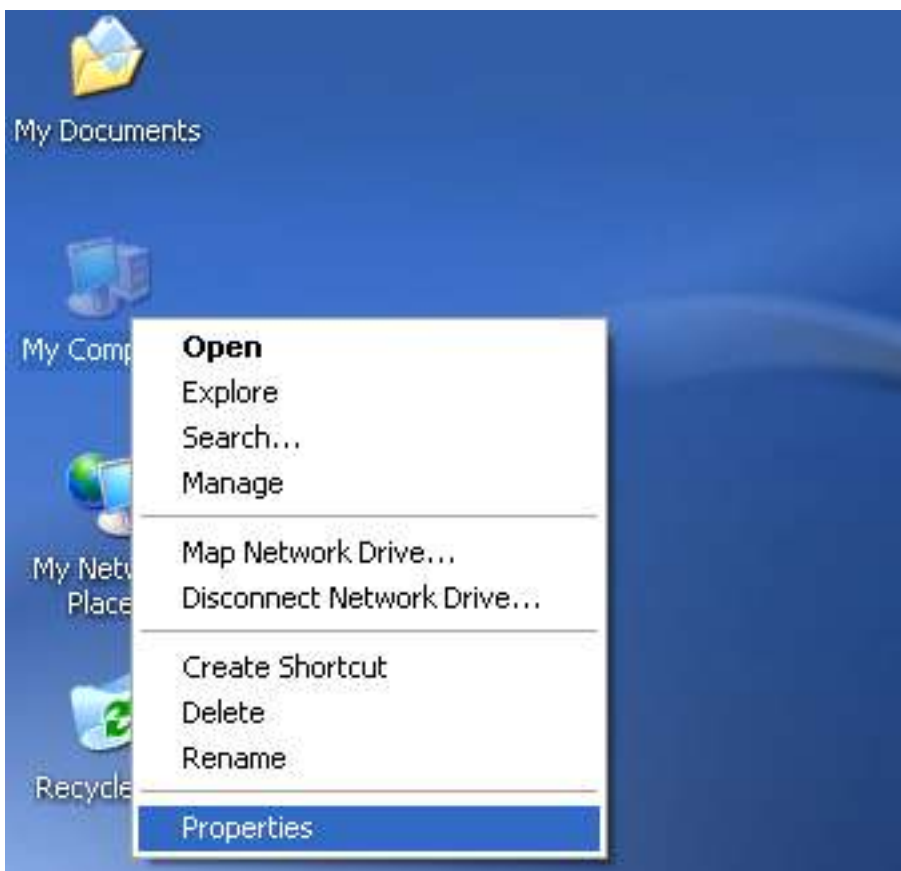 My Documents
My Comp
Open
Explore
Search...
Manage
Map Network Drive...
My Netw
Disconnect Network Drive...
Place
Create Shortcut
Delete
Rename
Recycle
Properties